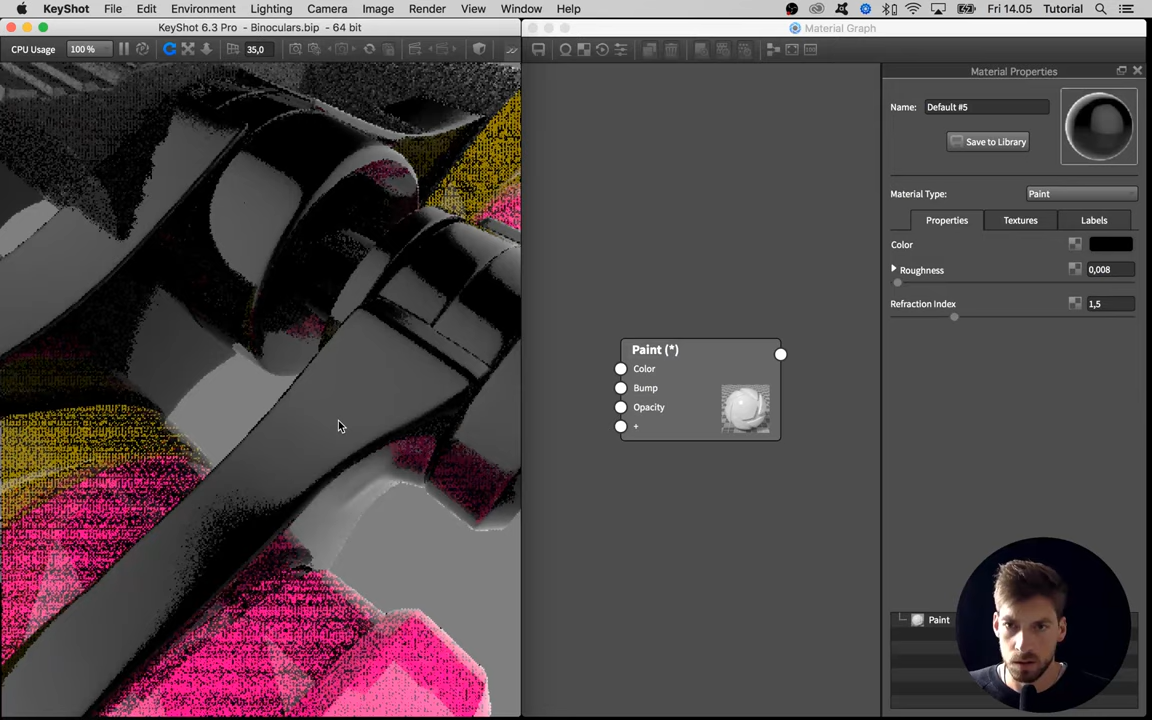 KeyShot File Edit Environment Lighting Camera Image Render View Window Help Fri 14.05 Tutorial
KeyShot 6.3 Pro - Binoculars.bip - 64 bit
Material Graph
CPU Usage 100 % 35,0
Material Properties
Name: Default #5
Save to Library
Material Type: Paint
Properties Textures Labels
Color
Roughness 0,008
Refraction Index 1,5
Paint (*)
Color
Bump
Opacity
+
Paint